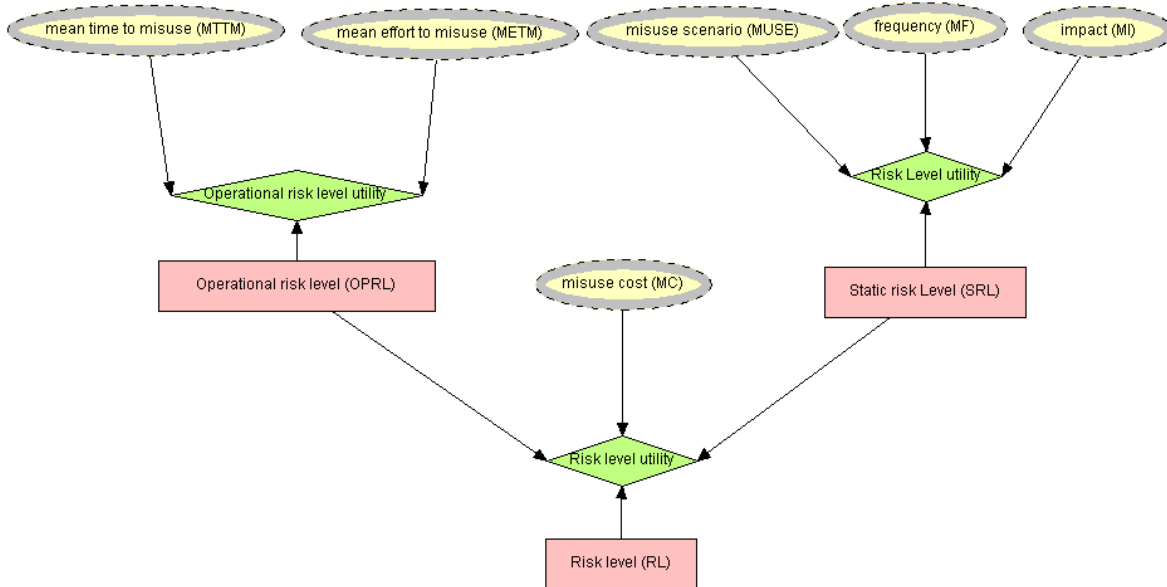 mean time to misuse (MTTM)
mean effort to misuse (METM)
misuse scenario (MUSE)
frequency (MF)
impact (MI)
Operational risk level utility
Risk Level utility
Operational risk level (OPRL)
misuse cost (MC)
Static risk Level (SRL)
Risk level utility
Risk level (RL)